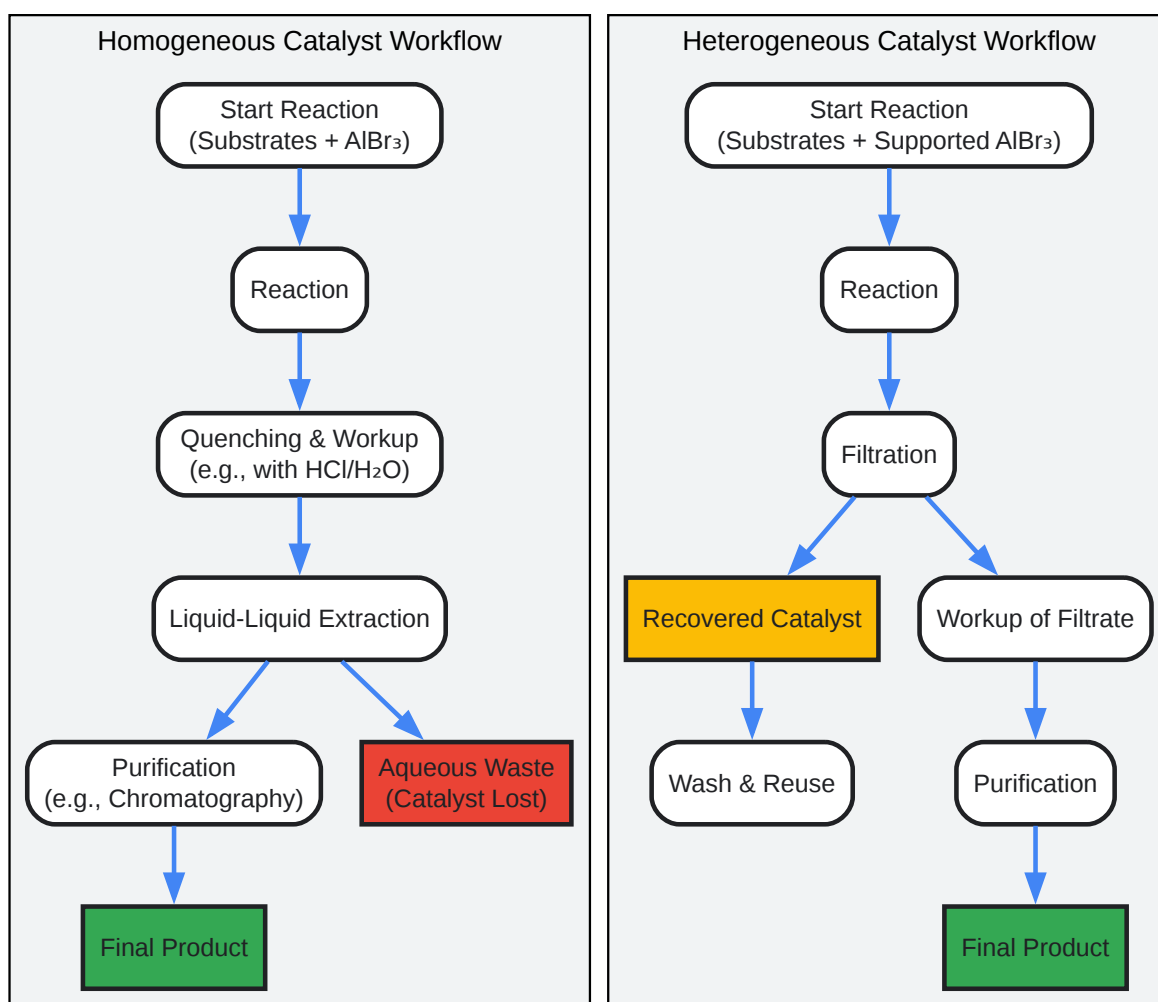 Homogeneous Catalyst Workflow
Start Reaction
(Substrates + AlBr₃)
Reaction
Quenching & Workup
(e.g., with HCl/H₂O)
Liquid-Liquid Extraction
Purification
(e.g., Chromatography)
Aqueous Waste
(Catalyst Lost)
Final Product
Heterogeneous Catalyst Workflow
Start Reaction
(Substrates + Supported AlBr₃)
Reaction
Filtration
Recovered Catalyst
Workup of Filtrate
Wash & Reuse
Purification
Final Product